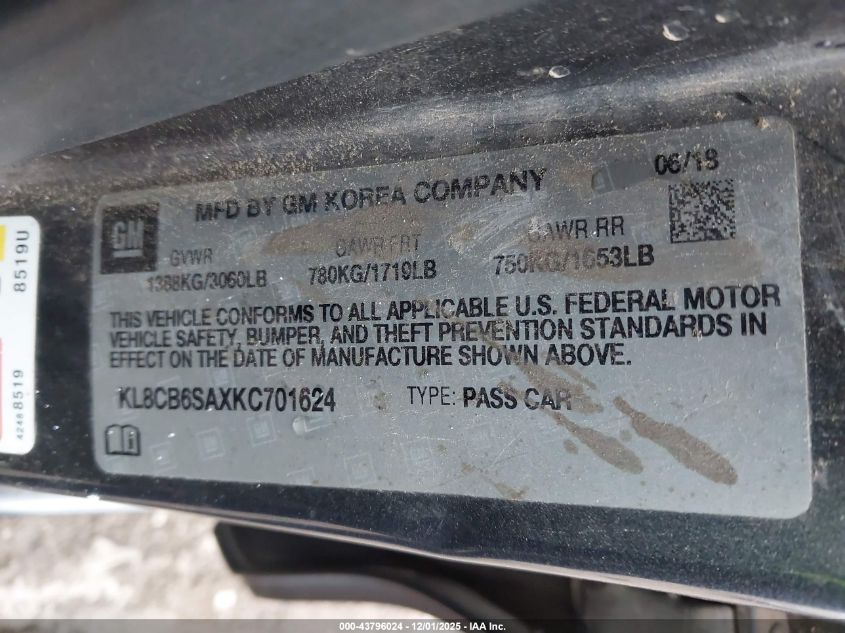 MFD BY GM KOREA COMPANY 06/18
GM
GVWR GAWR FRT GAWR RR
1388KG/3060LB 780KG/1719LB 750KG/1653LB
THIS VEHICLE CONFORMS TO ALL APPLICABLE U.S. FEDERAL MOTOR
VEHICLE SAFETY, BUMPER, AND THEFT PREVENTION STANDARDS IN
EFFECT ON THE DATE OF MANUFACTURE SHOWN ABOVE.
KL8CB6SAXKC701624 TYPE: PASS CAR
8519U
42488519
000-43796024 - 12/01/2025 - IAA Inc.